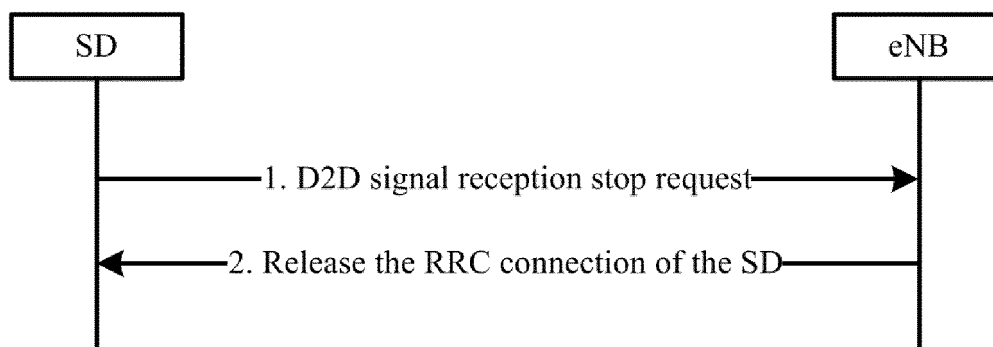 SD
eNB
1. D2D signal reception stop request
2. Release the RRC connection of the SD